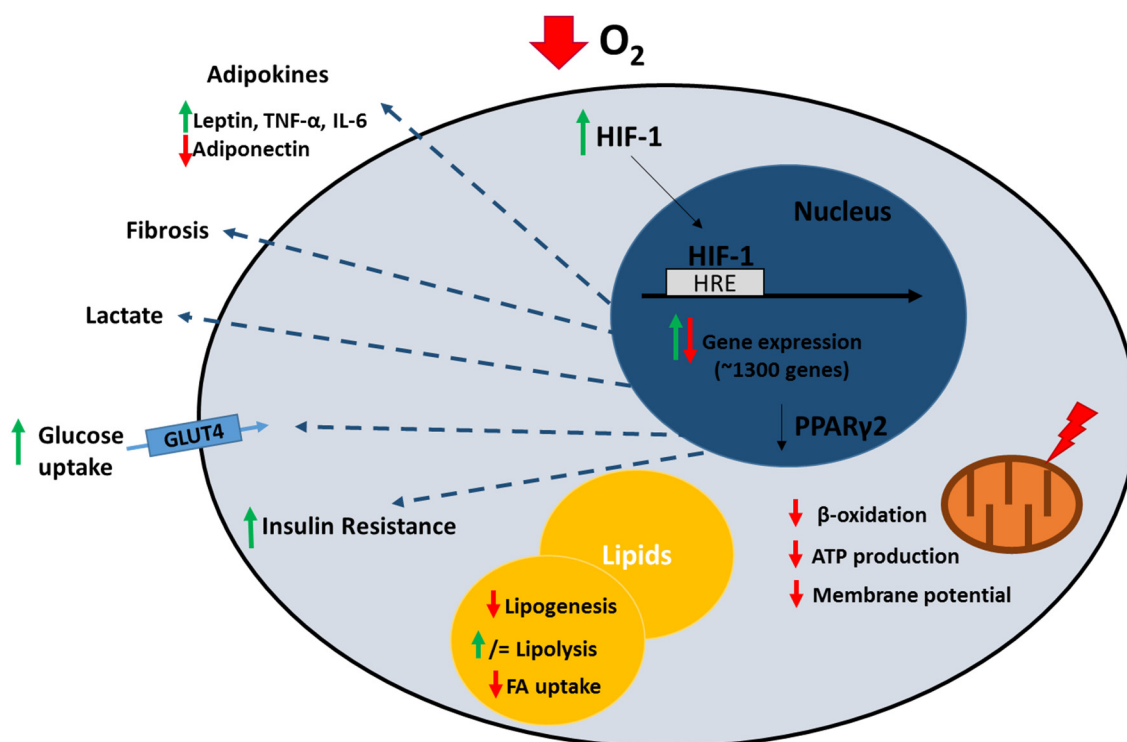 O₂
Adipokines
Leptin, TNF-α, IL-6
Adiponectin
HIF-1
Nucleus
Fibrosis
HIF-1
HRE
Lactate
Gene expression
(~1300 genes)
Glucose
uptake
GLUT4
PPARγ2
Insulin Resistance
β-oxidation
ATP production
Membrane potential
Lipids
Lipogenesis
/= Lipolysis
FA uptake